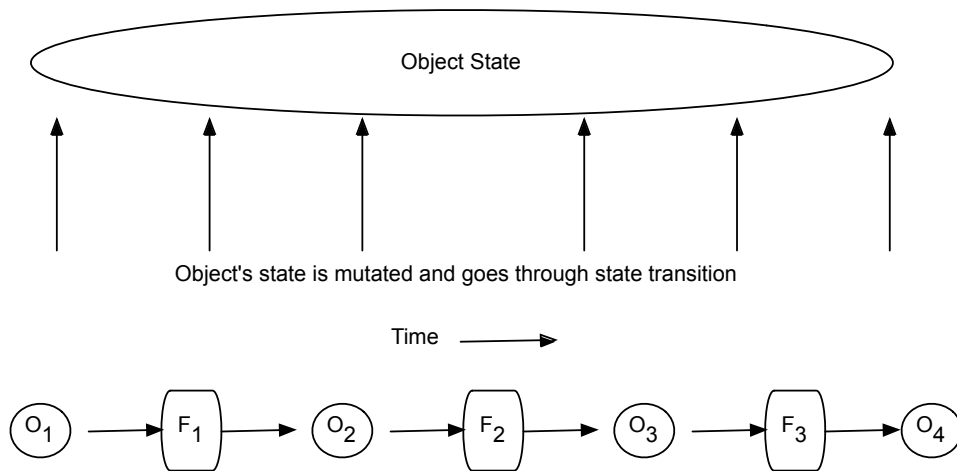 Object State
Object's state is mutated and goes through state transition
Time
O1 F1 O2 F2 O3 F3 O4